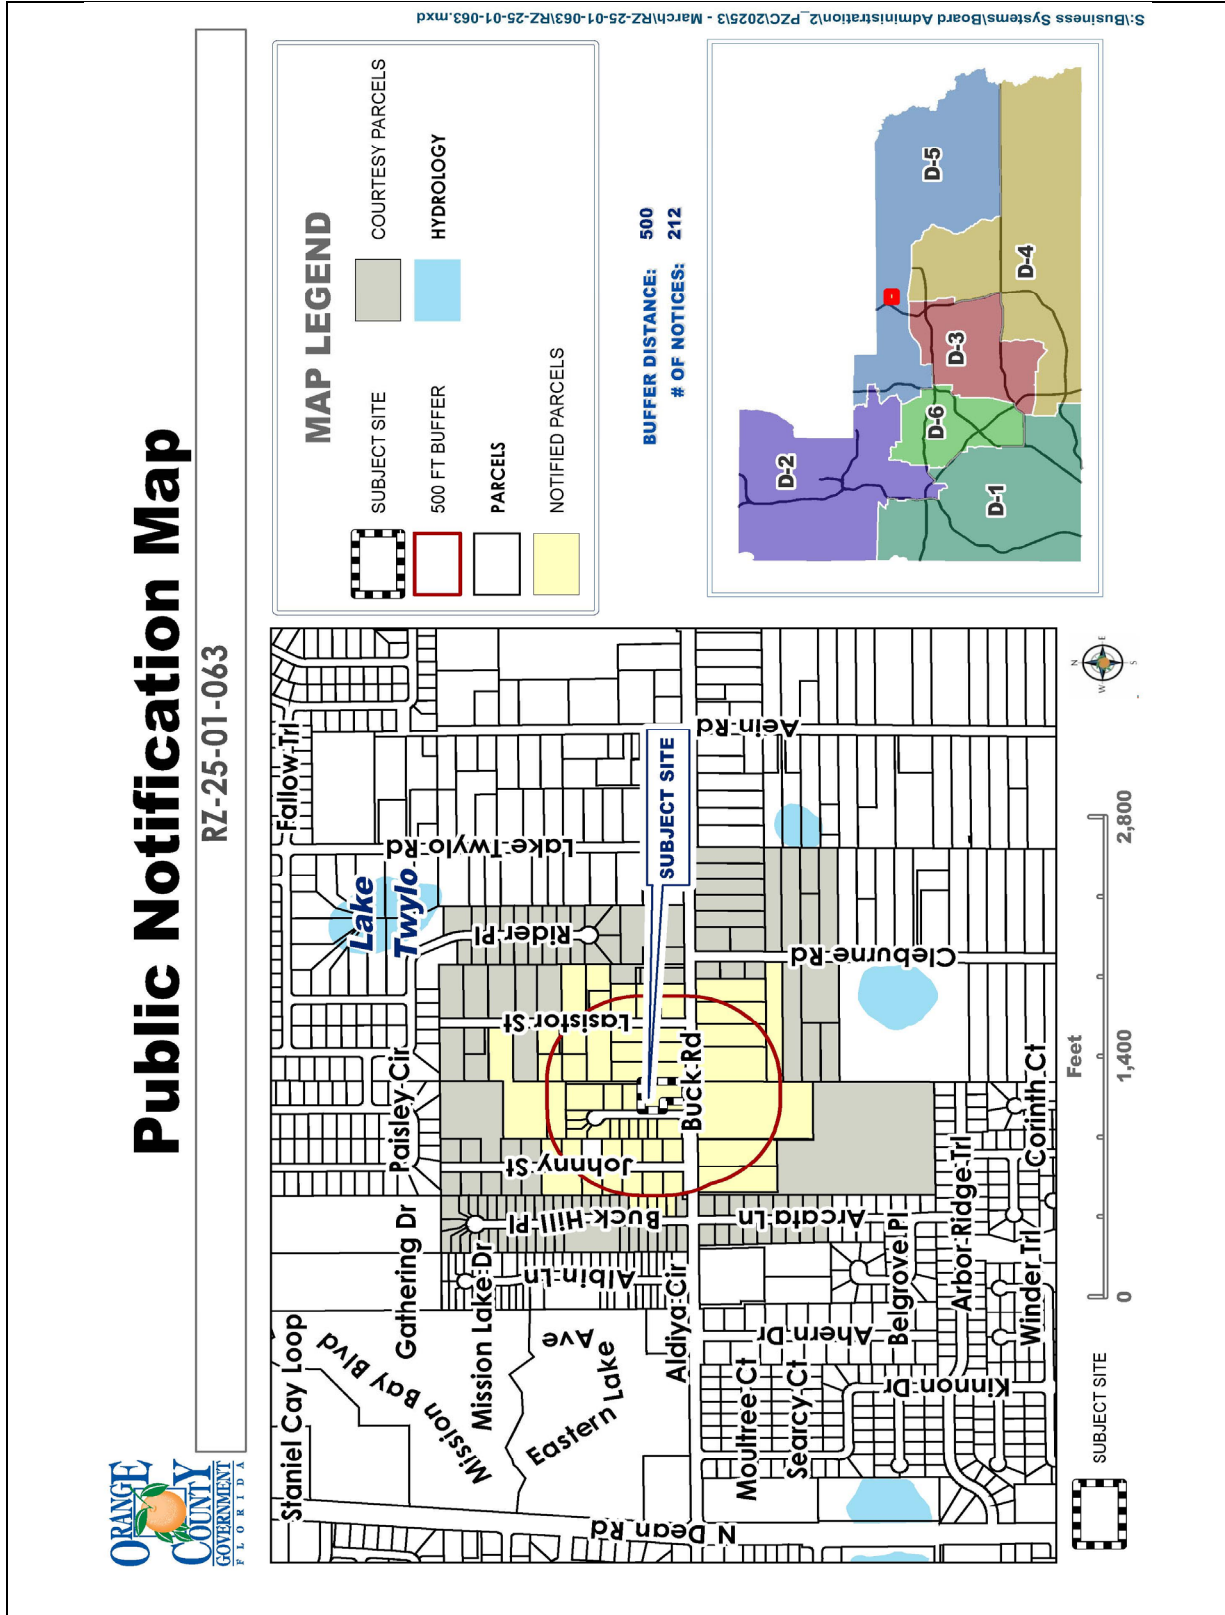 Public Notification Map
RZ-25-01-063
ORANGE
COUNTY
GOVERNMENT
FLORIDA
Staniel Cay Loop
Mission Bay Blvd
Gathering Dr
Mission Lake Dr
Eastern Lake
Ave
Paisley Cir
Fallow Trl
Lake
Twylo
Lake Twylo Rd
Rider Pl
Lasistor St
Johnny St
Buck Hill Pl
Albin Ln
Aldiya Cir
Buck Rd
SUBJECT SITE
Aein Rd
Cleburne Rd
Arcata Ln
Ahern Dr
Belgrove Pl
Moultree Ct
Searcy Ct
Kinnon Dr
Arbor Ridge Trl
Winder Trl
Corinth Ct
N Dean Rd
SUBJECT SITE
Feet
0
1,400
2,800
N
E
S
W
MAP LEGEND
SUBJECT SITE
COURTESY PARCELS
500 FT BUFFER
HYDROLOGY
PARCELS
NOTIFIED PARCELS
BUFFER DISTANCE: 500
# OF NOTICES: 212
D-2
D-5
D-6
D-3
D-1
D-4
S:\Business Systems\Board Administration\2_PZC\2025\3 - March\RZ-25-01-063\RZ-25-01-063.mxd